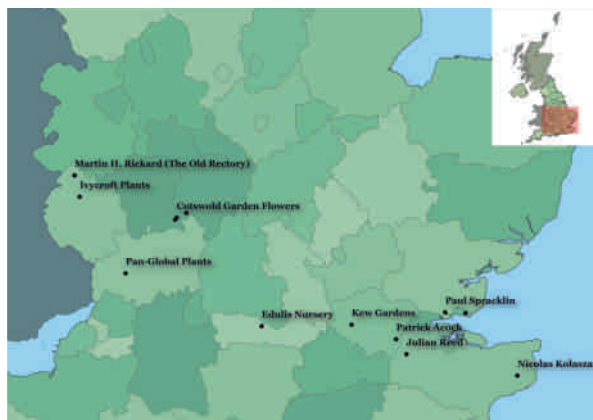 Martin H. Rickard (The Old Rectory)
Ivycroft Plants
Cotswold Garden Flowers
Pan-Global Plants
Edulis Nursery
Kew Gardens
Paul Spracklin
Patrick Acock
Julian Reed
Nicolas Kolasza